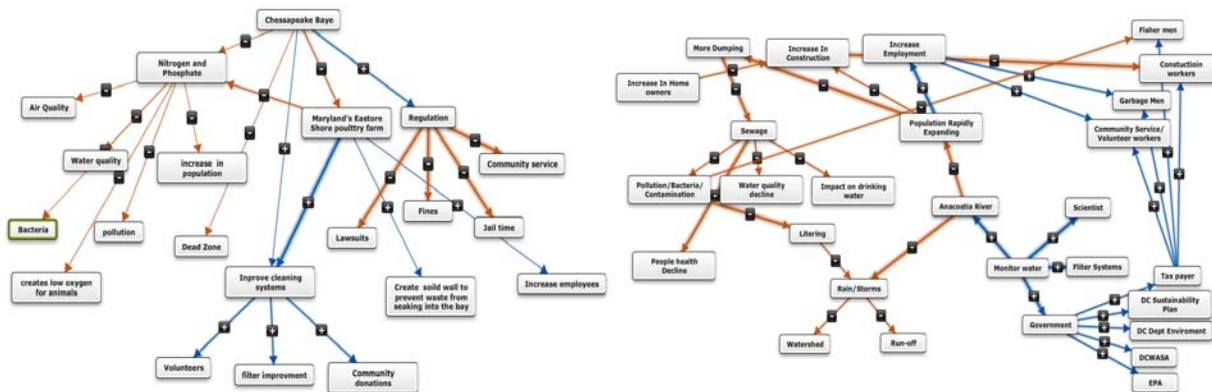 Chessapeake Baye
Nitrogen and
Phosphate
Air Quality
Maryland's Eastore
Shore poultry farm
Regulation
Water quality
increase in
population
Community service
Bacteria
pollution
Dead Zone
Lawsuits
Fines
Jail time
creates low oxygen
for animals
Inprove cleaning
systems
Create soild wall to
prevent waste from
seaking into the bay
Increase employees
Volunteers
filter improvment
Community
donations
Fisher men
More Dumping
Increase In
Construction
Increase
Employment
Constuctioin
workers
Increase In Home
owners
Garbage Men
Sewage
Population Rapidly
Expanding
Community Service/
Volunteer workers
Pollution/Bacteria/
Contamination
Water quality
decline
Impact on drinking
water
Anacostia River
Scientist
Litering
People health
Decline
Monitor water
Fliter Systems
Tax payer
Rain/Storms
DC Sustainability
Plan
Government
DC Dept Enviroment
Watershed
Run-off
DCWASA
EPA